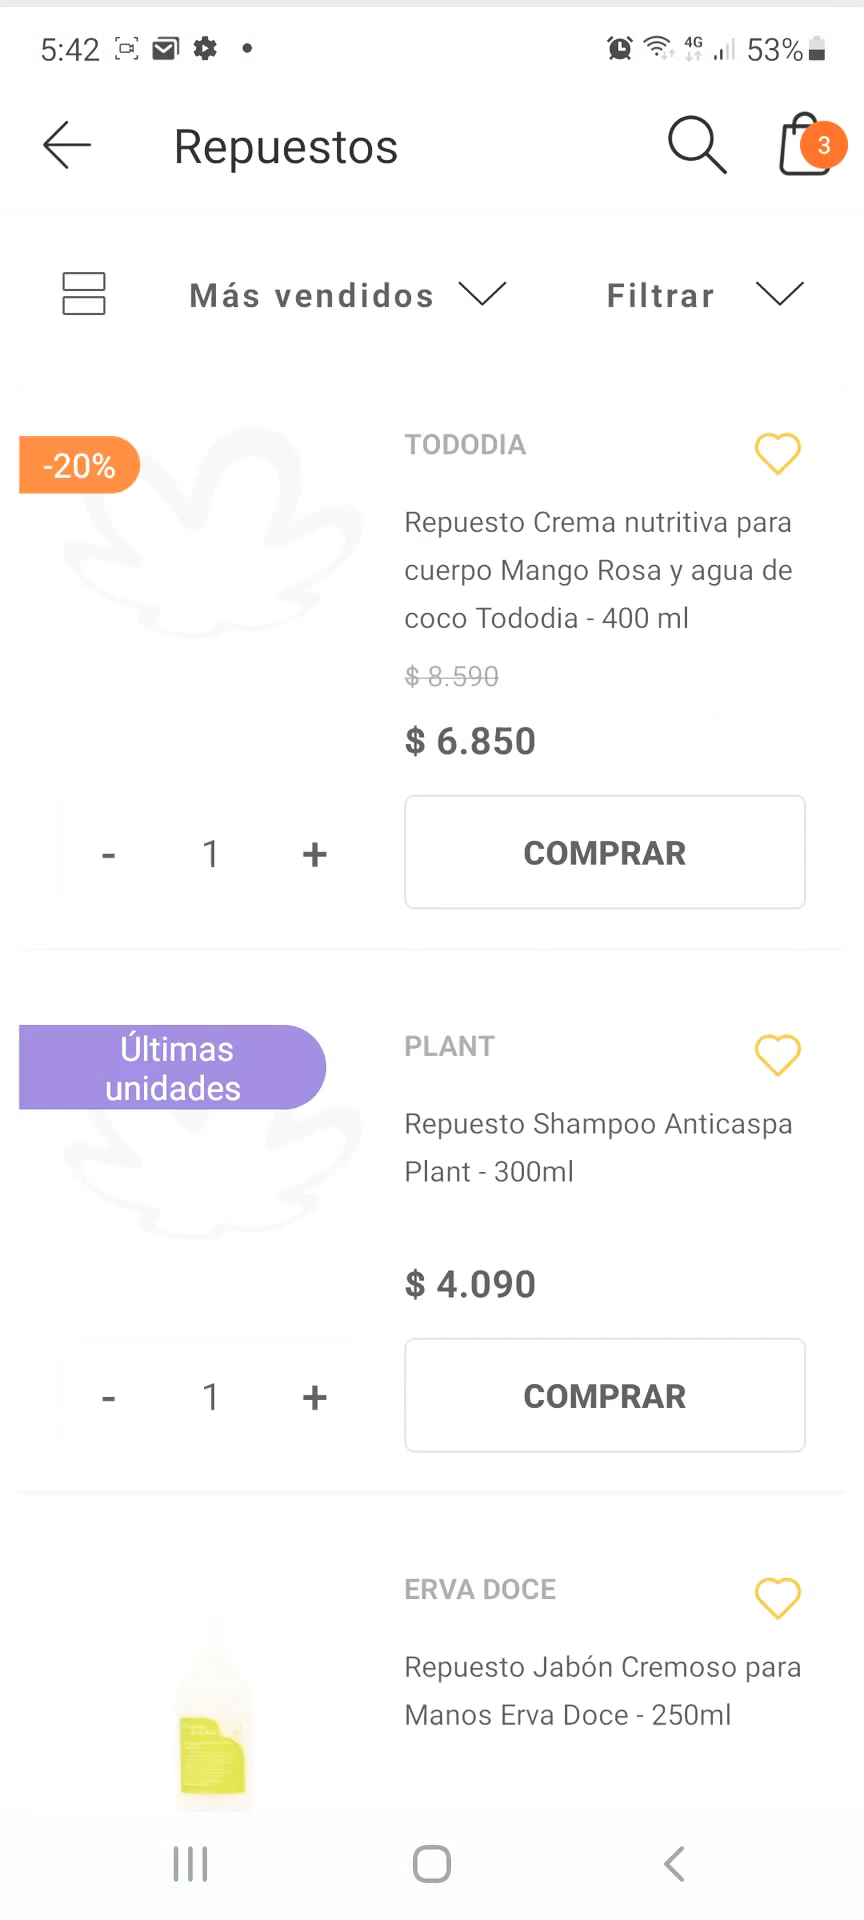 5:42
4G
53%
Repuestos
3
Más vendidos
Filtrar
-20%
TODODIA
Repuesto Crema nutritiva para
cuerpo Mango Rosa y agua de
coco Tododia - 400 ml
$ 8.590
$ 6.850
- 1 +
COMPRAR
Últimas
unidades
PLANT
Repuesto Shampoo Anticaspa
Plant - 300ml
$ 4.090
- 1 +
COMPRAR
ERVA DOCE
Repuesto Jabón Cremoso para
Manos Erva Doce - 250ml